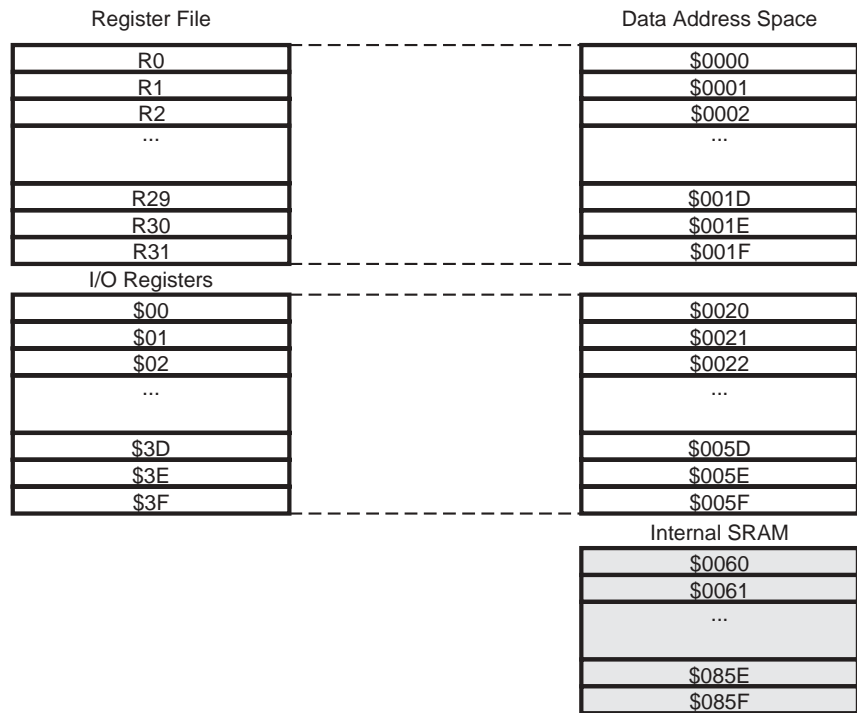 Register File Data Address Space
R0 $0000
R1 $0001
R2 $0002
... ...
R29 $001D
R30 $001E
R31 $001F
I/O Registers
$00 $0020
$01 $0021
$02 $0022
... ...
$3D $005D
$3E $005E
$3F $005F
Internal SRAM
$0060
$0061
...
$085E
$085F